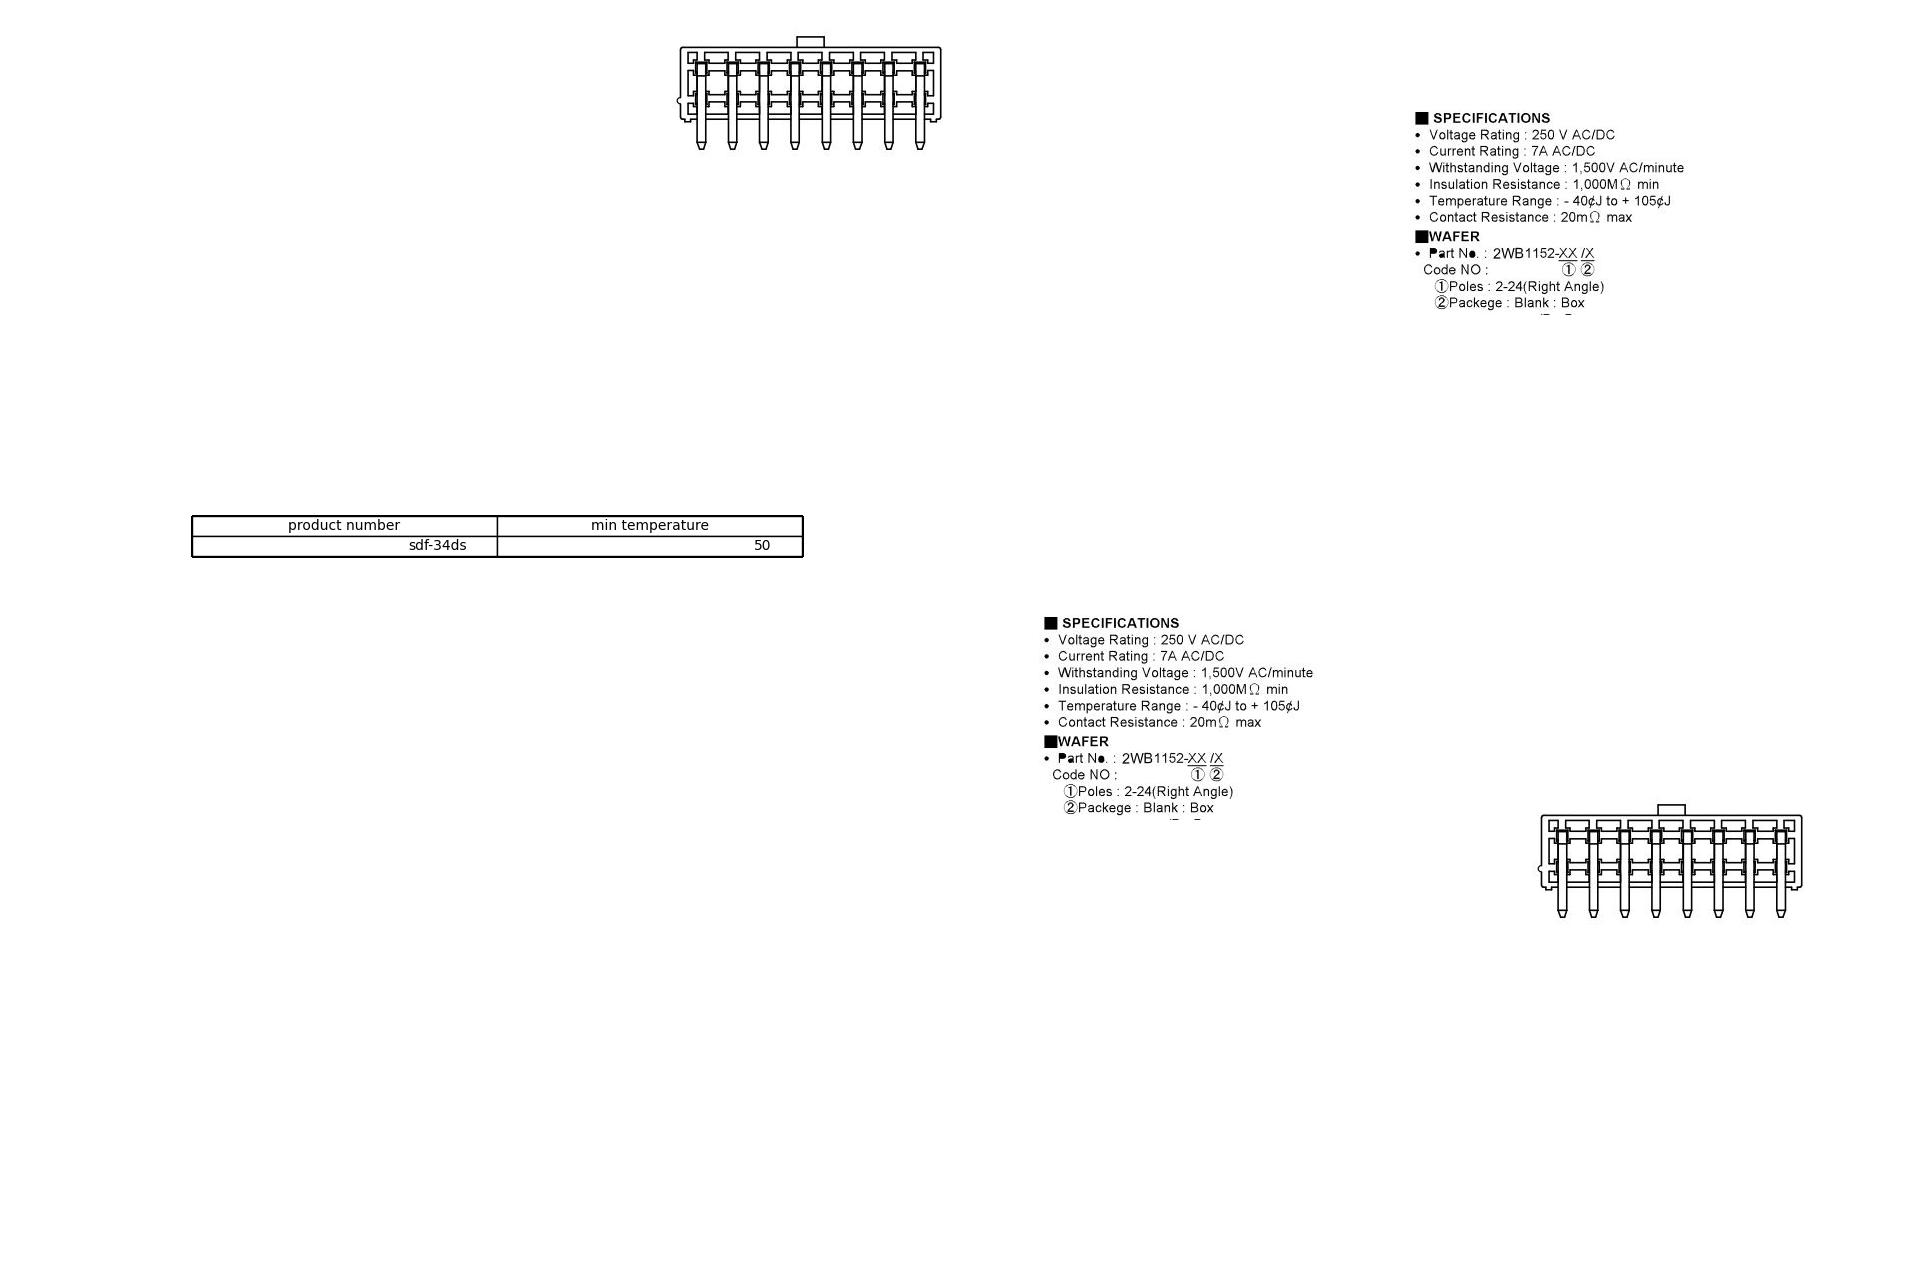 ■ SPECIFICATIONS
• Voltage Rating : 250 V AC/DC
• Current Rating : 7A AC/DC
• Withstanding Voltage : 1,500V AC/minute
• Insulation Resistance : 1,000MΩ min
• Temperature Range : - 40¢J to + 105¢J
• Contact Resistance : 20mΩ max
■WAFER
• Part No. : 2WB1152-XX /X
Code NO : ① ②
①Poles : 2-24(Right Angle)
②Packege : Blank : Box
product number min temperature
sdf-34ds 50
■ SPECIFICATIONS
• Voltage Rating : 250 V AC/DC
• Current Rating : 7A AC/DC
• Withstanding Voltage : 1,500V AC/minute
• Insulation Resistance : 1,000MΩ min
• Temperature Range : - 40¢J to + 105¢J
• Contact Resistance : 20mΩ max
■WAFER
• Part No. : 2WB1152-XX /X
Code NO : ① ②
①Poles : 2-24(Right Angle)
②Packege : Blank : Box